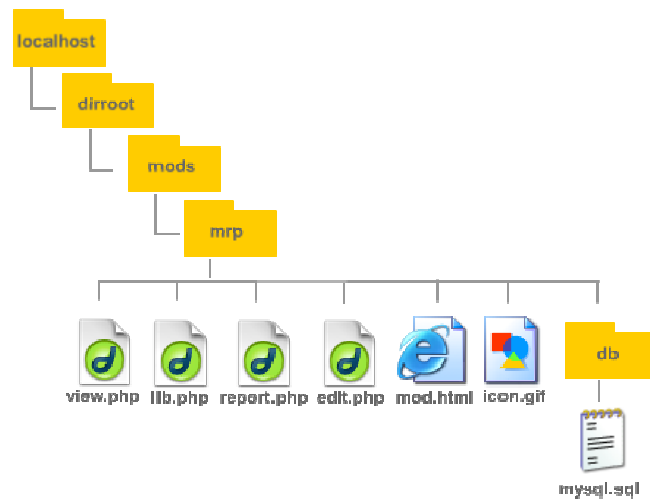 localhost
dirroot
mods
mrp
db
view.php lib.php report.php edit.php mod.html icon.gif
mysql.sql